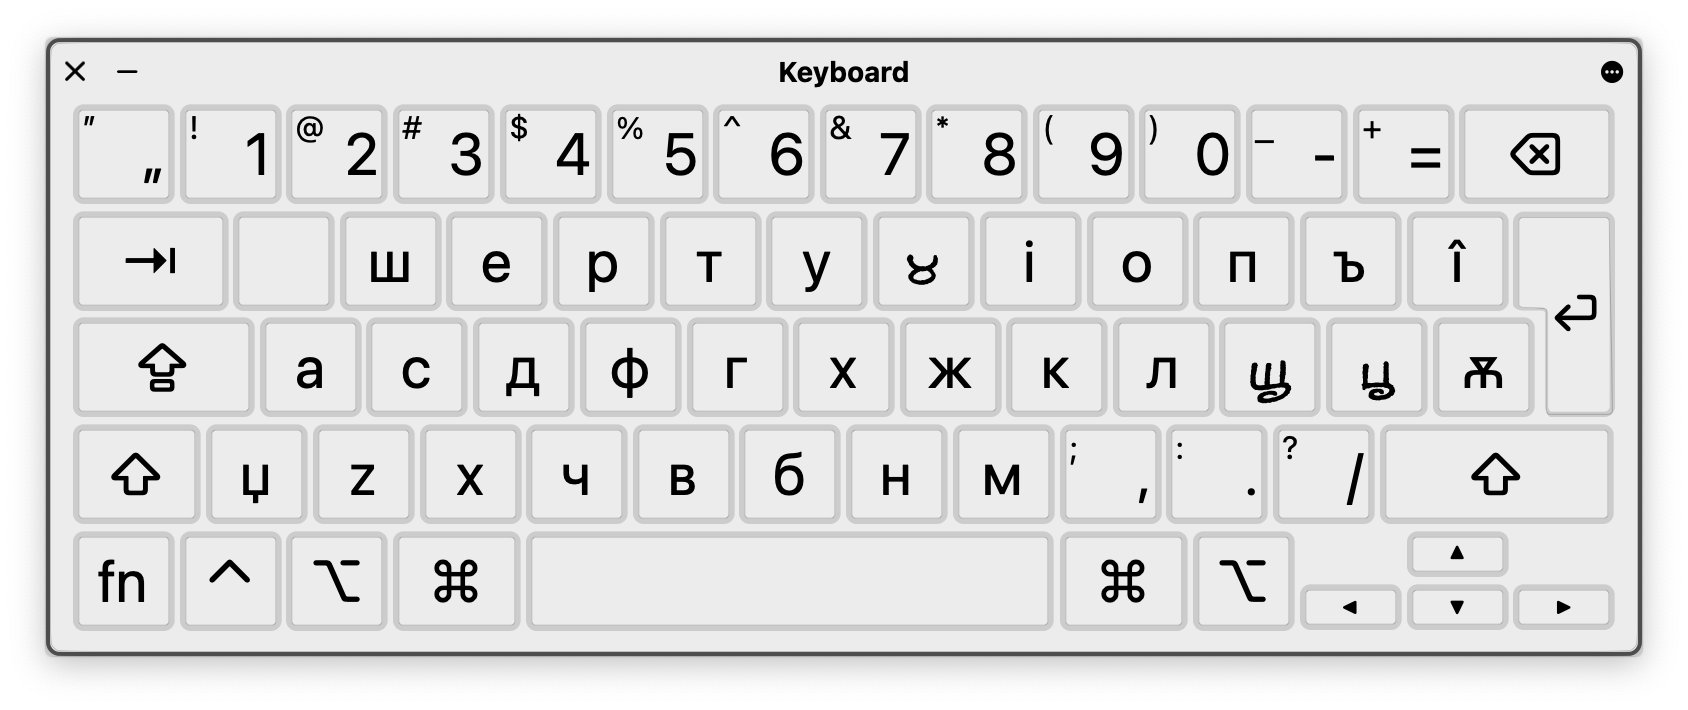 Keyboard
" „ ! 1 @ 2 # 3 $ 4 % 5 ^ 6 & 7 * 8 ( 9 ) 0 _ - + =
ш е р т у ꙋ і о п ъ î
а с д ф г х ж к л щ ц ѫ
џ z х ч в б н м ; , : . ? /
fn ⌃ ⌥ ⌘ ⌘ ⌥